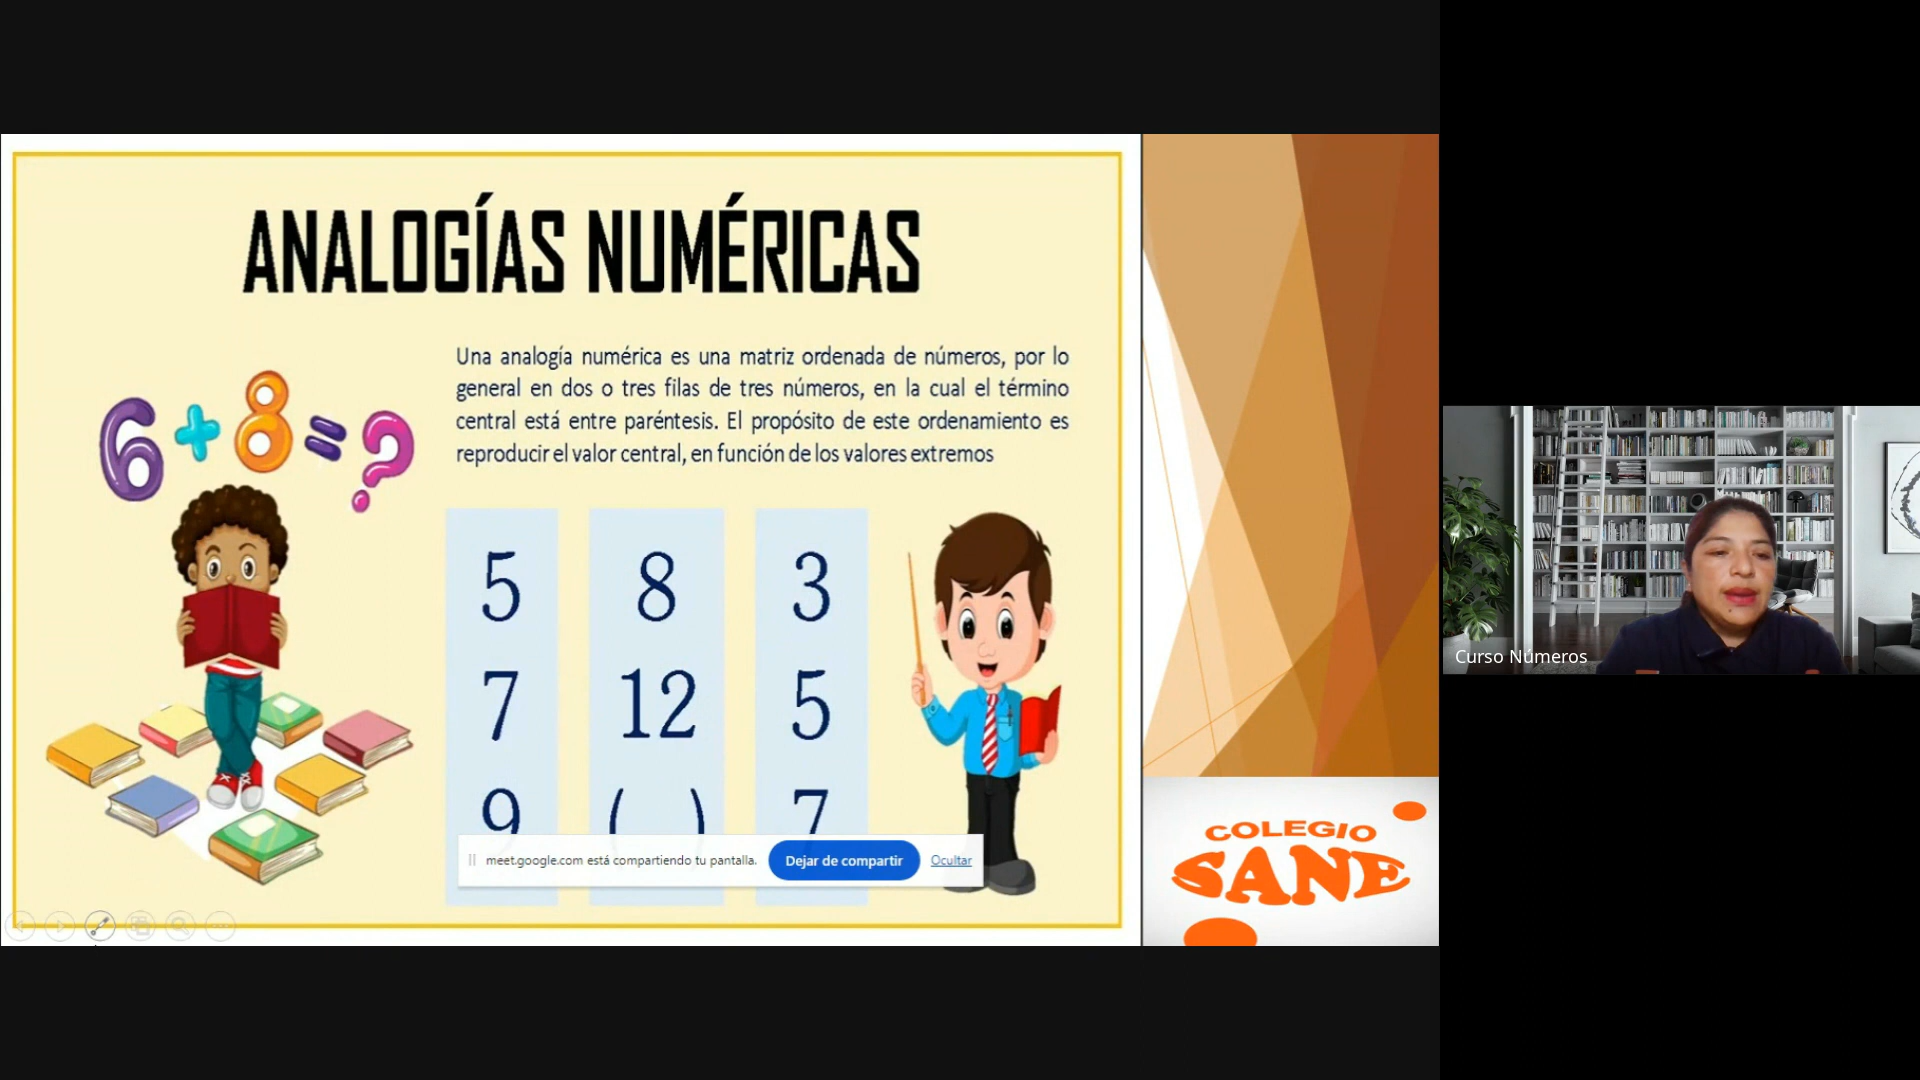 ANALOGÍAS NUMÉRICAS
Una analogía numérica es una matriz ordenada de números, por lo
general en dos o tres filas de tres números, en la cual el término
central está entre paréntesis. El propósito de este ordenamiento es
reproducir el valor central, en función de los valores extremos
6 + 8 = ?
5 8 3
7 12 5
9 ( ) 7
meet.google.com está compartiendo tu pantalla.
Dejar de compartir
Ocultar
COLEGIO
SANE
Curso Números